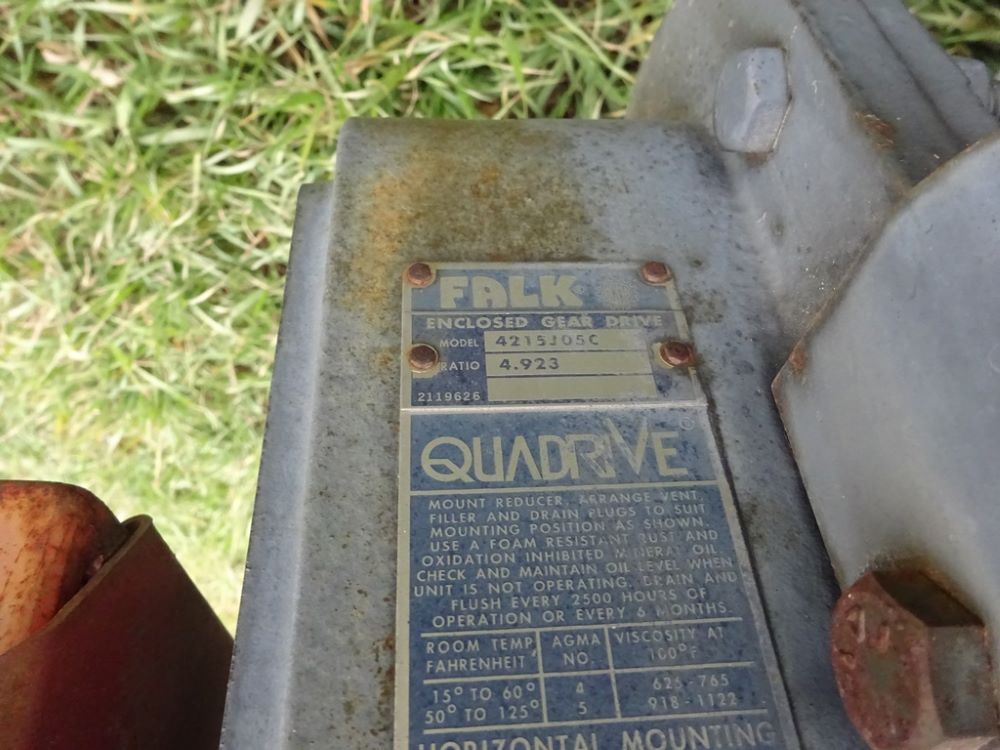 FALK
ENCLOSED GEAR DRIVE
MODEL 4215J05C
RATIO 4.923
2119626
QUADRIVE®
MOUNT REDUCER, ARRANGE VENT,
FILLER AND DRAIN PLUGS TO SUIT
MOUNTING POSITION AS SHOWN.
USE A FOAM RESISTANT RUST AND
OXIDATION INHIBITED MINERAL OIL
CHECK AND MAINTAIN OIL LEVEL WHEN
UNIT IS NOT OPERATING. DRAIN AND
FLUSH EVERY 2500 HOURS OF
OPERATION OR EVERY 6 MONTHS.
ROOM TEMP, AGMA VISCOSITY AT
FAHRENHEIT NO. 100°F
15° TO 60° 4 626-765
50° TO 125° 5 918-1122
HORIZONTAL MOUNTING